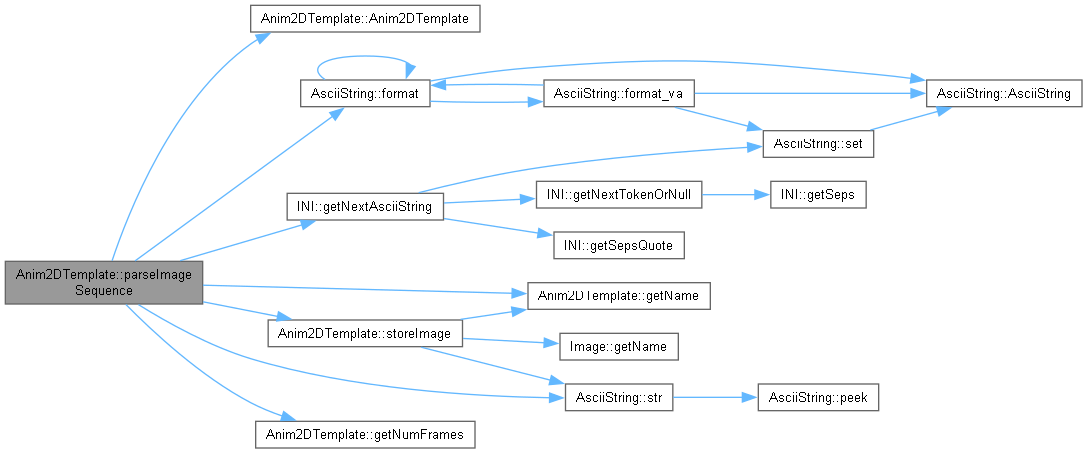 Anim2DTemplate::Anim2DTemplate
AsciiString::format
AsciiString::format_va
AsciiString::AsciiString
AsciiString::set
INI::getNextAsciiString
INI::getNextTokenOrNull
INI::getSeps
INI::getSepsQuote
Anim2DTemplate::parseImage
Sequence
Anim2DTemplate::getName
Anim2DTemplate::storeImage
Image::getName
AsciiString::str
AsciiString::peek
Anim2DTemplate::getNumFrames